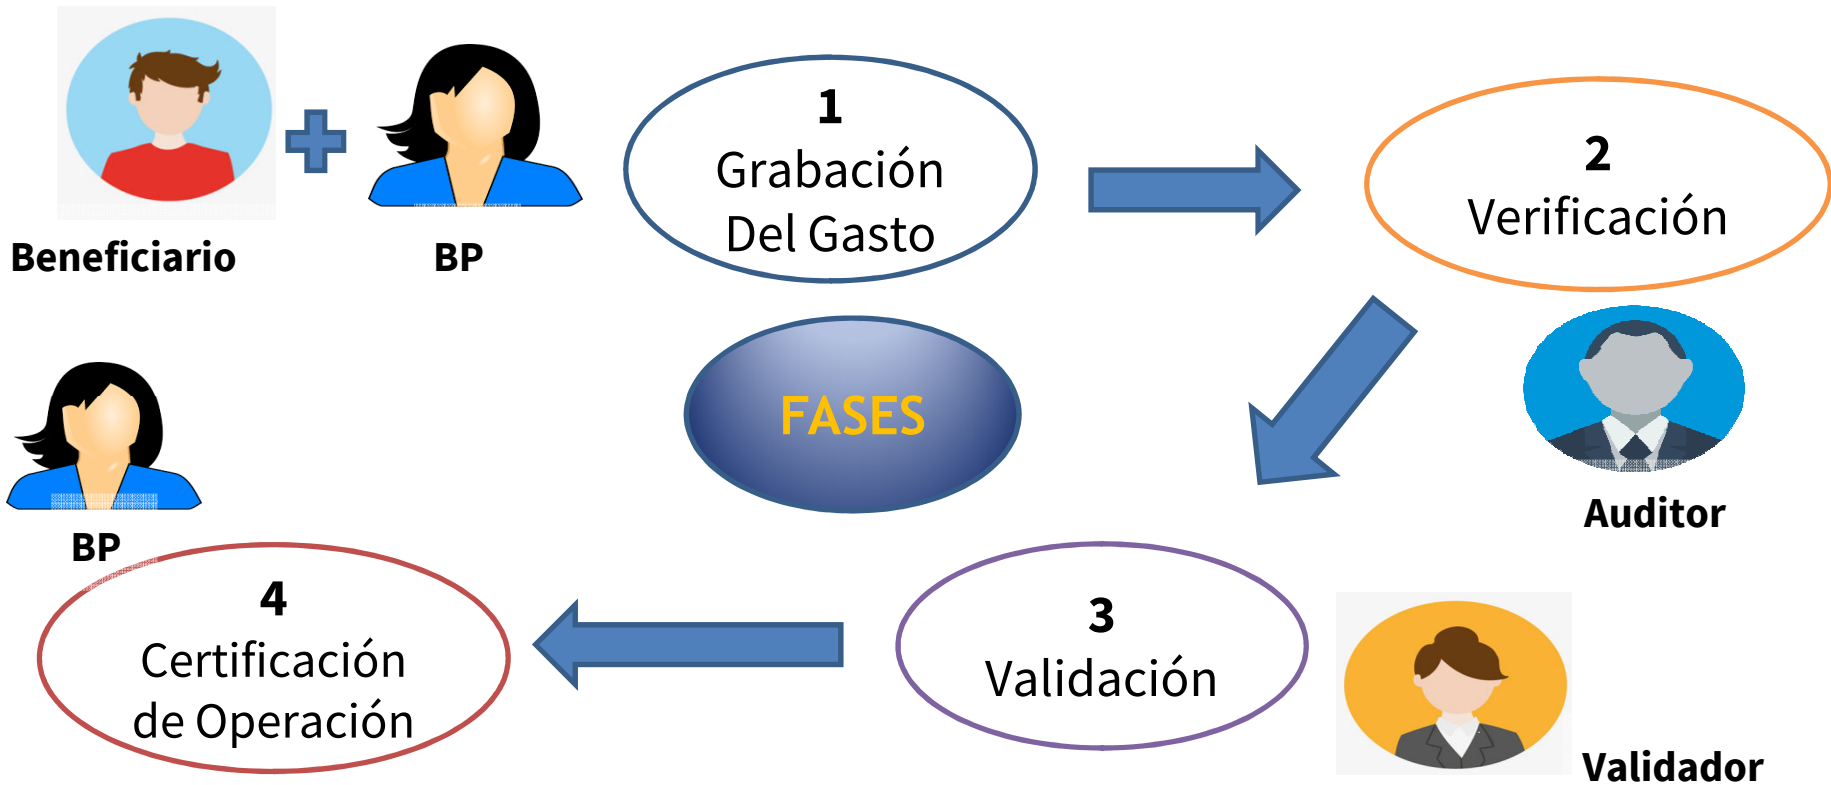 Beneficiario
BP
1
Grabación
Del Gasto
2
Verificación
FASES
Auditor
BP
4
Certificación
de Operación
3
Validación
Validador